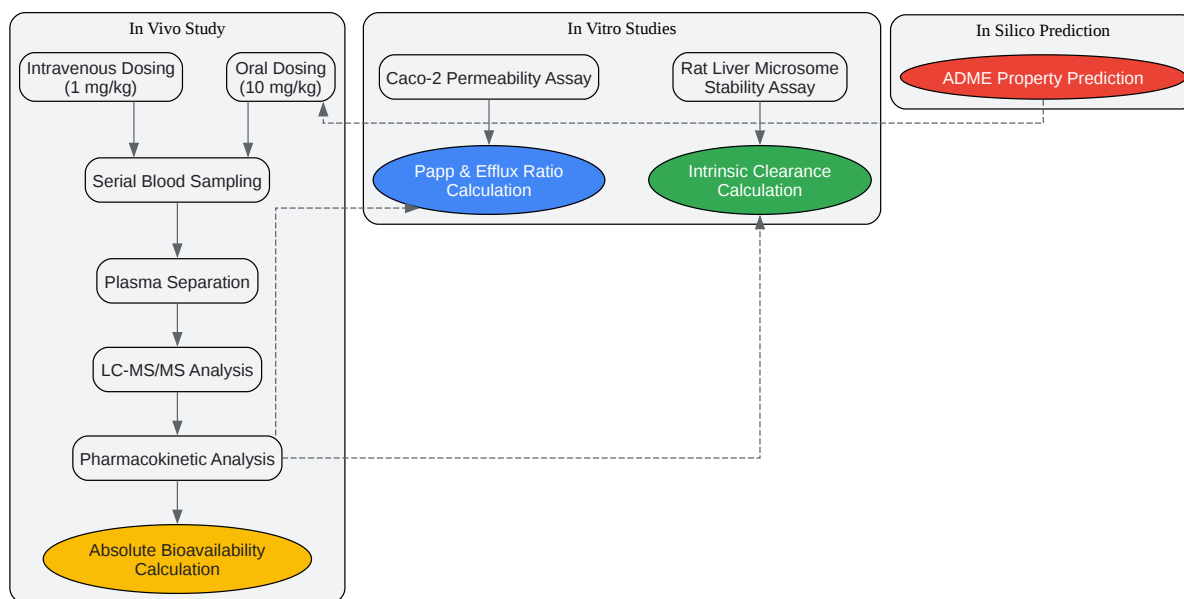 In Vivo Study
Intravenous Dosing
(1 mg/kg)
Oral Dosing
(10 mg/kg)
Serial Blood Sampling
Plasma Separation
LC-MS/MS Analysis
Pharmacokinetic Analysis
Absolute Bioavailability
Calculation
In Vitro Studies
Caco-2 Permeability Assay
Rat Liver Microsome
Stability Assay
Papp & Efflux Ratio
Calculation
Intrinsic Clearance
Calculation
In Silico Prediction
ADME Property Prediction